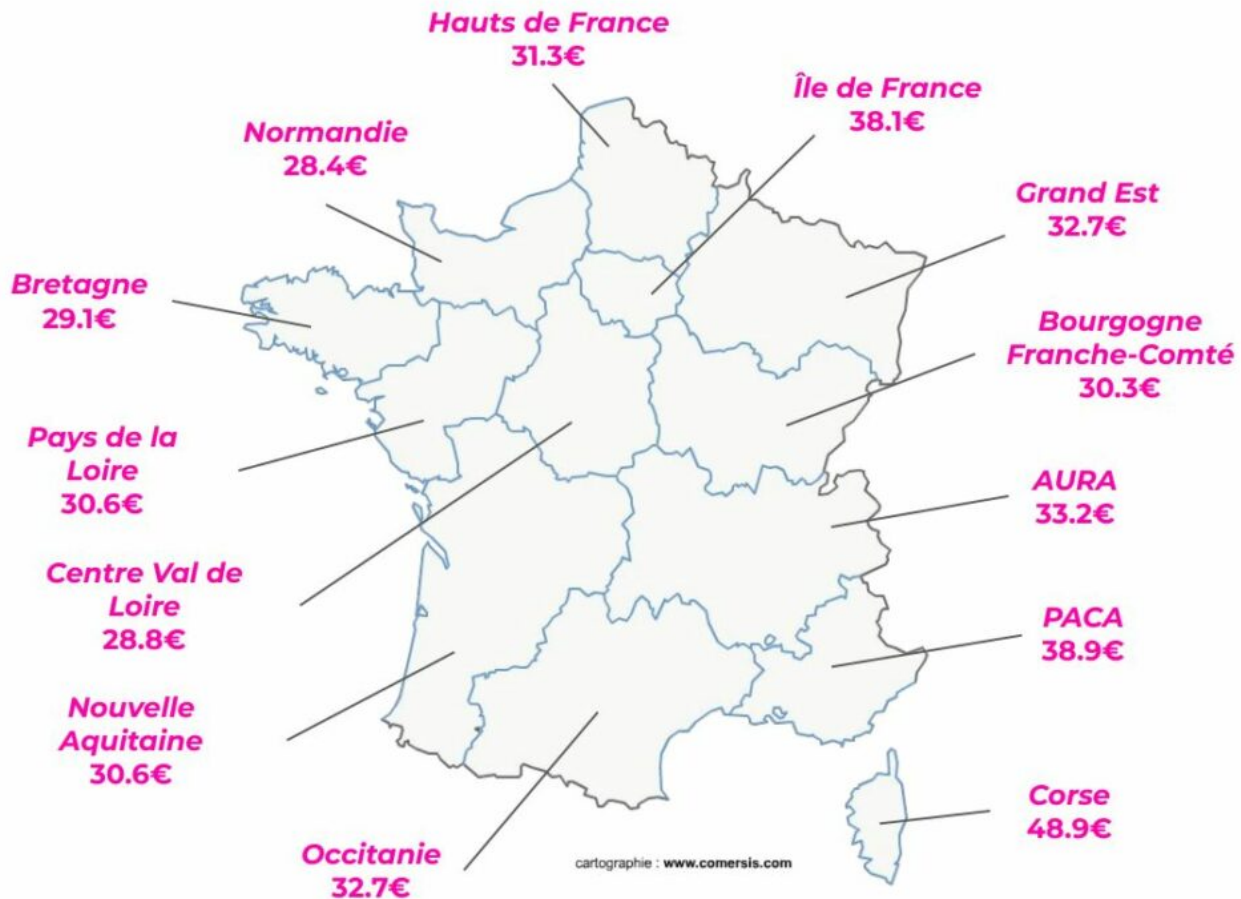 Hauts de France
31.3€
Île de France
38.1€
Normandie
28.4€
Grand Est
32.7€
Bretagne
29.1€
Bourgogne
Franche-Comté
30.3€
Pays de la
Loire
30.6€
AURA
33.2€
Centre Val de
Loire
28.8€
PACA
38.9€
Nouvelle
Aquitaine
30.6€
Corse
48.9€
Occitanie
32.7€
cartographie : www.comersis.com